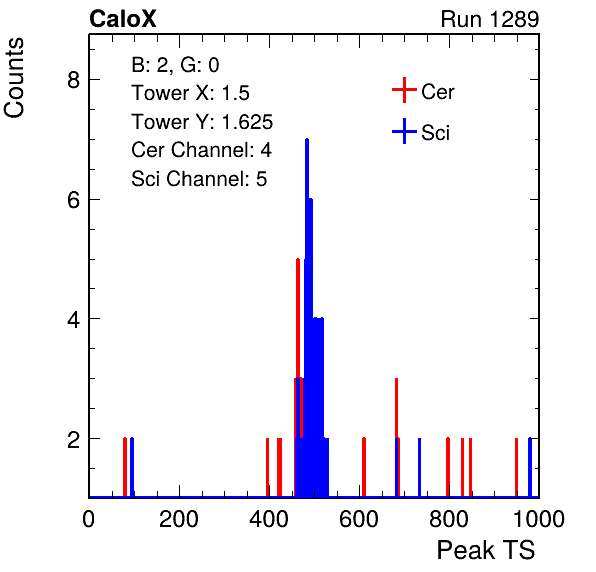 CaloX Run 1289
Counts
B: 2, G: 0
Tower X: 1.5
Tower Y: 1.625
Cer Channel: 4
Sci Channel: 5
Cer
Sci
8
6
4
2
0 200 400 600 800 1000
Peak TS